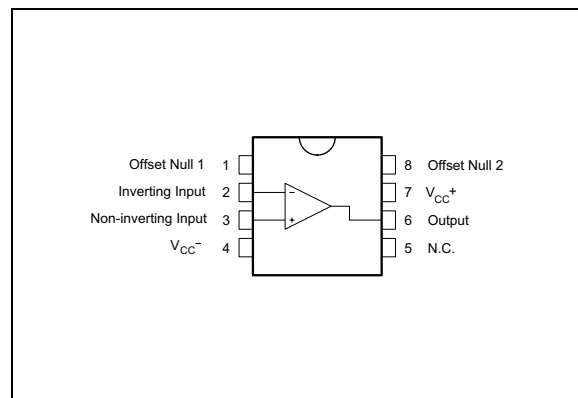 Offset Null 1 1 8 Offset Null 2
Inverting Input 2 − 7 VCC+
Non-inverting Input 3 + 6 Output
VCC− 4 5 N.C.